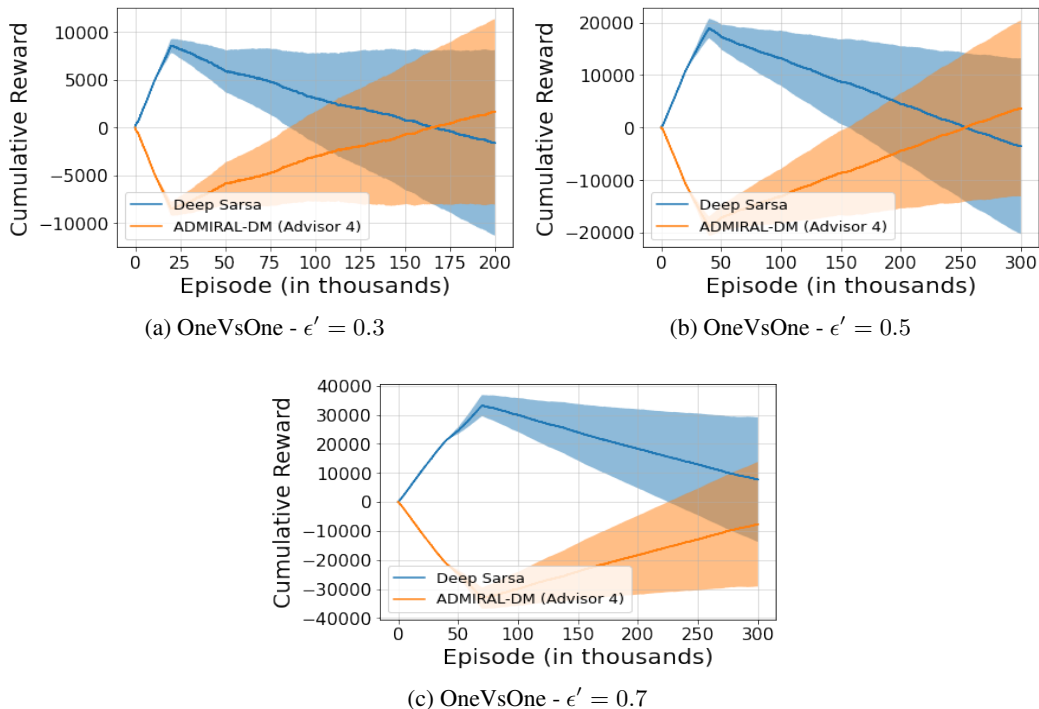 Cumulative Reward
10000
5000
0
−5000
−10000
Deep Sarsa
ADMIRAL-DM (Advisor 4)
0 25 50 75 100 125 150 175 200
Episode (in thousands)
(a) OneVsOne - ϵ′ = 0.3
Cumulative Reward
20000
10000
0
−10000
−20000
Deep Sarsa
ADMIRAL-DM (Advisor 4)
0 50 100 150 200 250 300
Episode (in thousands)
(b) OneVsOne - ϵ′ = 0.5
Cumulative Reward
40000
30000
20000
10000
0
−10000
−20000
−30000
−40000
Deep Sarsa
ADMIRAL-DM (Advisor 4)
0 50 100 150 200 250 300
Episode (in thousands)
(c) OneVsOne - ϵ′ = 0.7